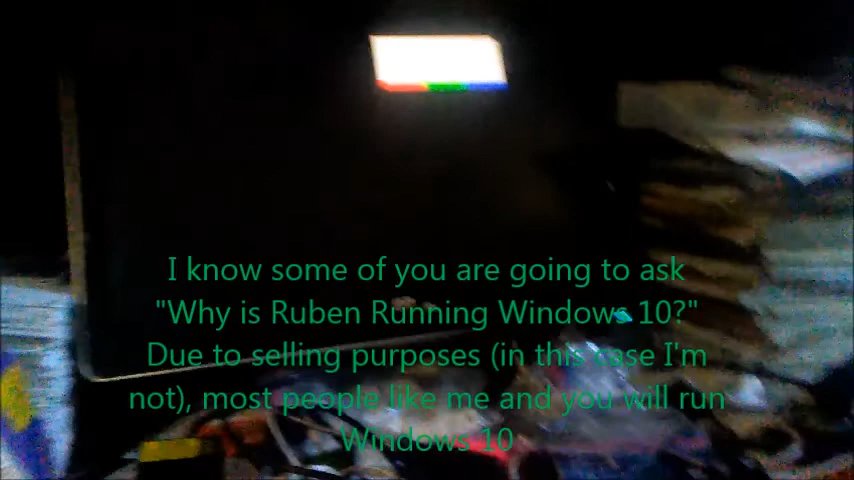 I know some of you are going to ask
"Why is Ruben Running Windows 10?"
Due to selling purposes (in this case I'm
not), most people like me and you will run
Windows 10